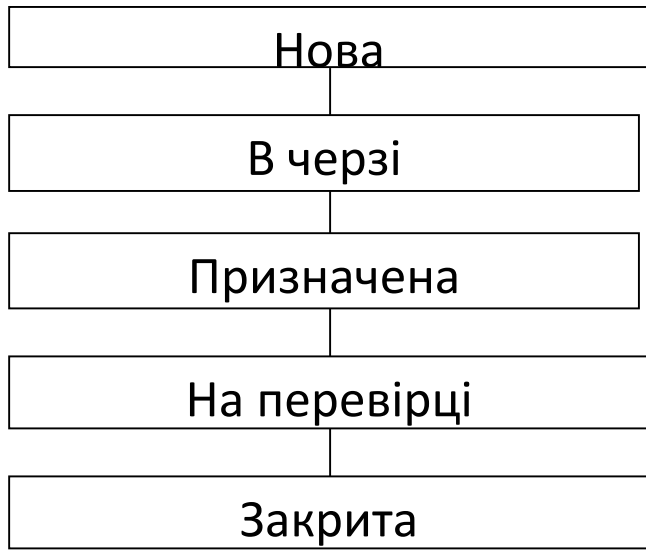 Нова
В черзі
Призначена
На перевірці
Закрита